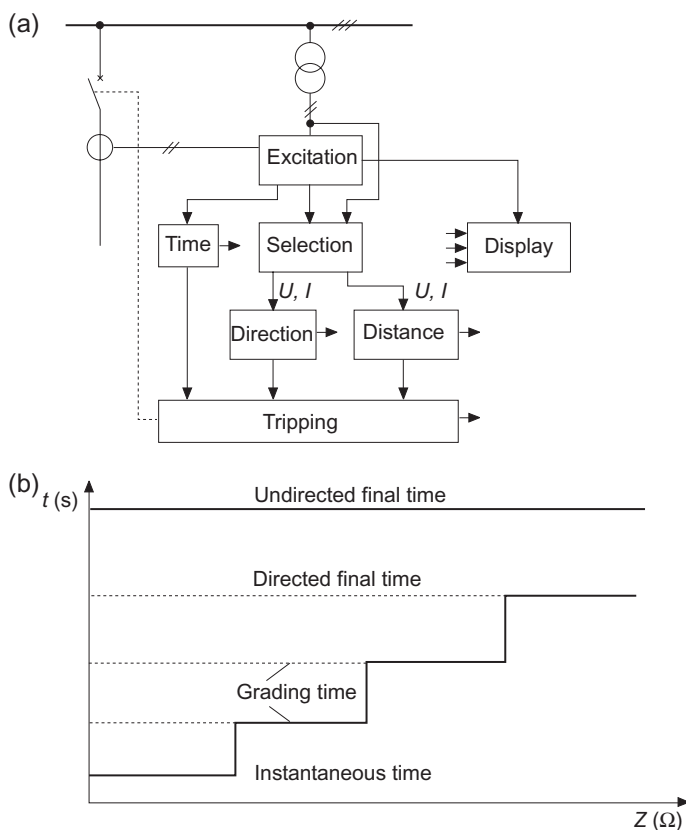 (a)
Excitation
Time
Selection
Display
U, I
U, I
Direction
Distance
Tripping
(b)
t (s)
Undirected final time
Directed final time
Grading time
Instantaneous time
Z (Ω)